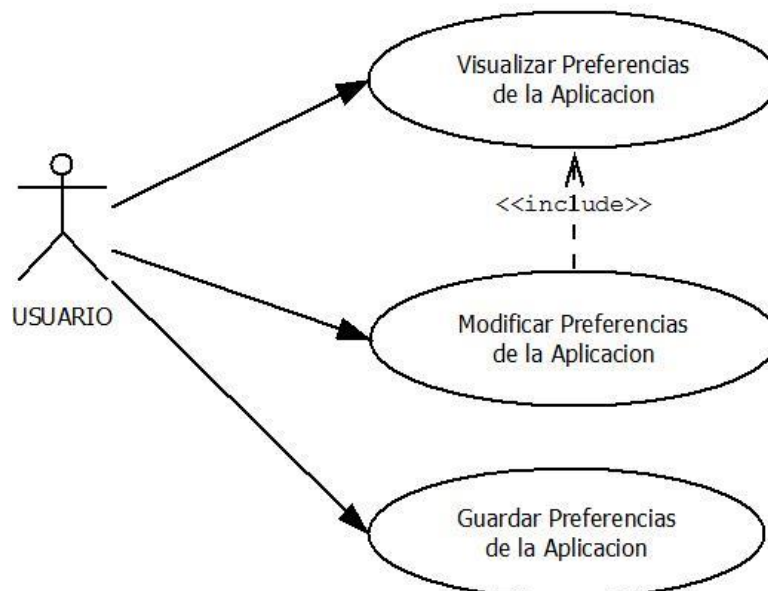 Visualizar Preferencias
de la Aplicacion
<<include>>
USUARIO
Modificar Preferencias
de la Aplicacion
Guardar Preferencias
de la Aplicacion